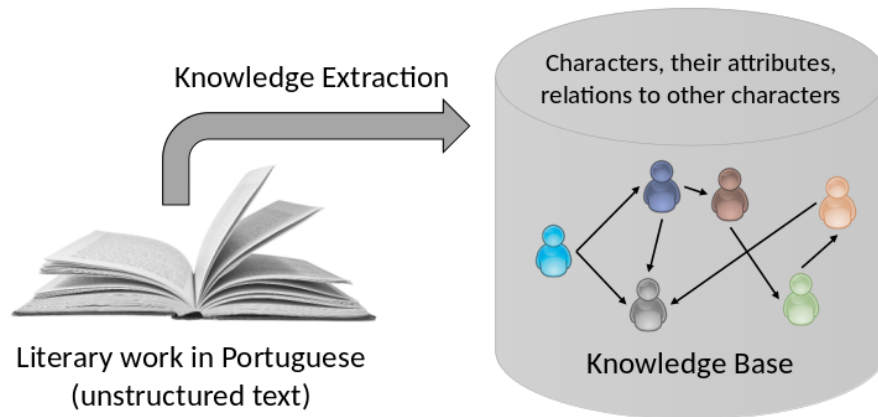 Knowledge Extraction
Characters, their attributes,
relations to other characters
Literary work in Portuguese
(unstructured text)
Knowledge Base